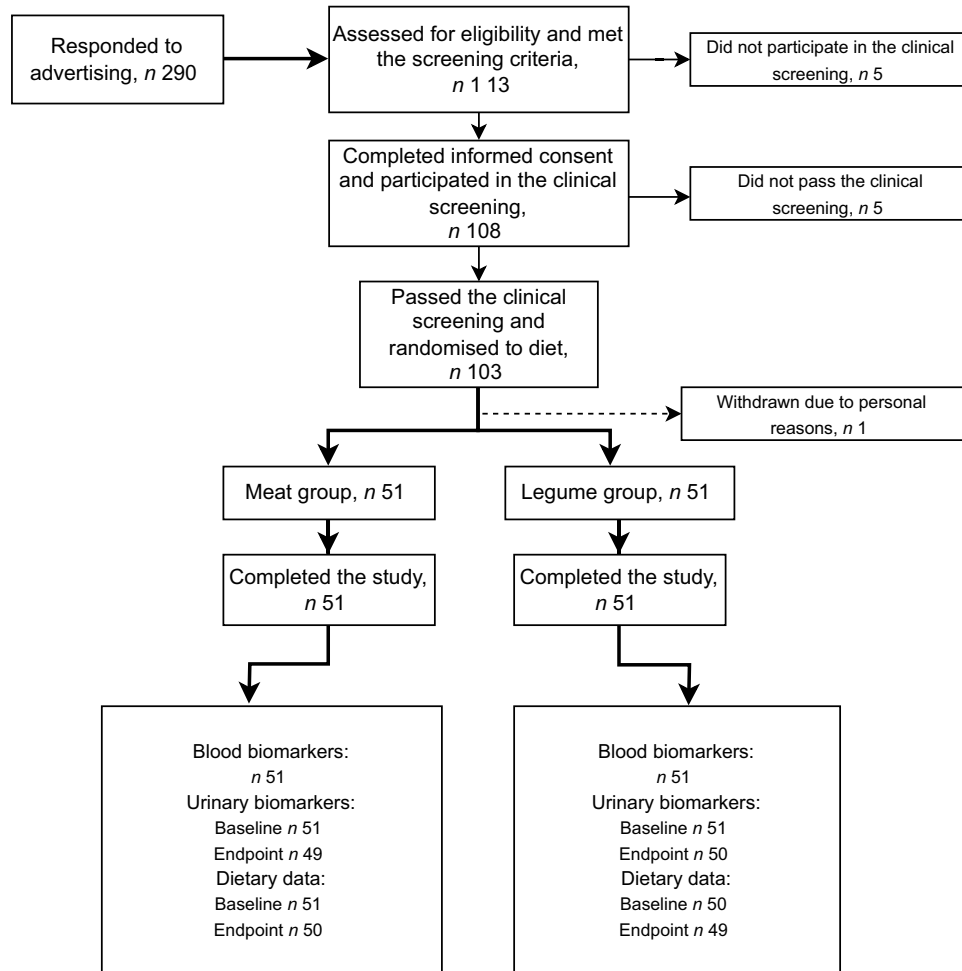 Responded to
advertising, n 290
Assessed for eligibility and met
the screening criteria,
n 1 13
Did not participate in the clinical
screening, n 5
Completed informed consent
and participated in the clinical
screening,
n 108
Did not pass the clinical
screening, n 5
Passed the clinical
screening and
randomised to diet,
n 103
Withdrawn due to personal
reasons, n 1
Meat group, n 51
Legume group, n 51
Completed the study,
n 51
Completed the study,
n 51
Blood biomarkers:
n 51
Urinary biomarkers:
Baseline n 51
Endpoint n 49
Dietary data:
Baseline n 51
Endpoint n 50
Blood biomarkers:
n 51
Urinary biomarkers:
Baseline n 51
Endpoint n 50
Dietary data:
Baseline n 50
Endpoint n 49